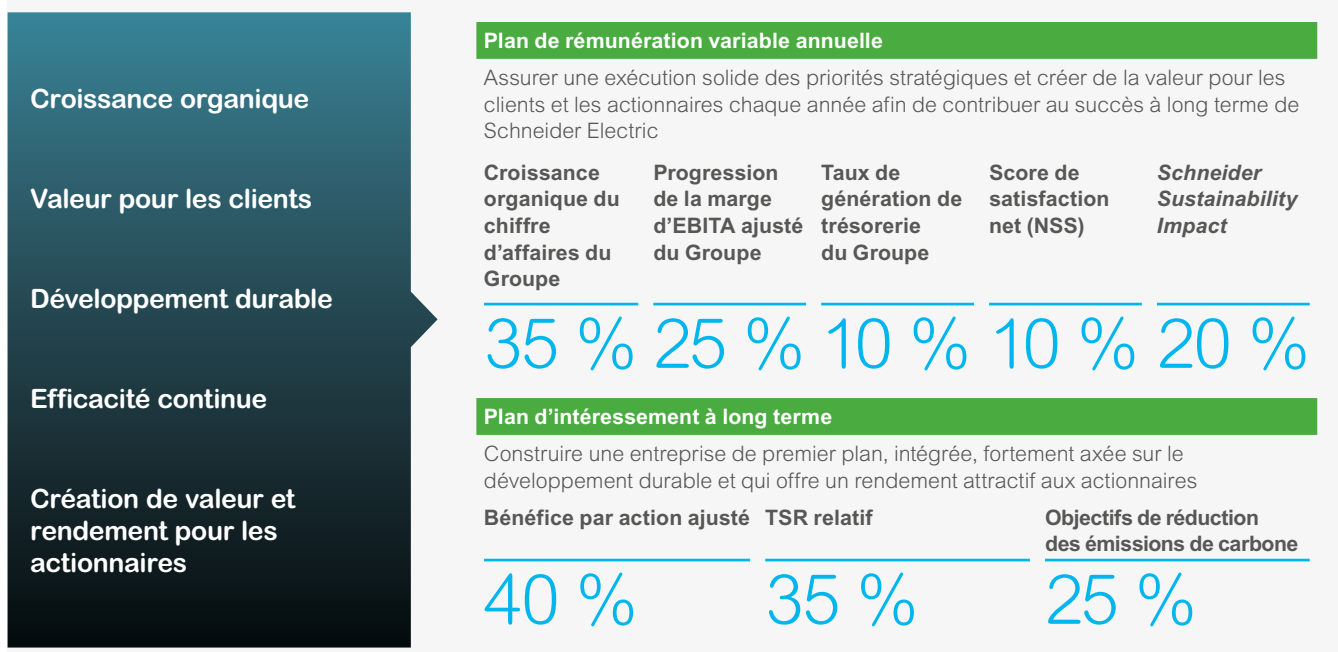 Croissance organique
Valeur pour les clients
Développement durable
Efficacité continue
Création de valeur et
rendement pour les
actionnaires
Plan de rémunération variable annuelle
Assurer une exécution solide des priorités stratégiques et créer de la valeur pour les
clients et les actionnaires chaque année afin de contribuer au succès à long terme de
Schneider Electric
Croissance
organique du
chiffre
d’affaires du
Groupe
35 %
Progression
de la marge
d’EBITA ajusté
du Groupe
25 %
Taux de
génération de
trésorerie
du Groupe
10 %
Score de
satisfaction
net (NSS)
10 %
Schneider
Sustainability
Impact
20 %
Plan d’intéressement à long terme
Construire une entreprise de premier plan, intégrée, fortement axée sur le
développement durable et qui offre un rendement attractif aux actionnaires
Bénéfice par action ajusté
40 %
TSR relatif
35 %
Objectifs de réduction
des émissions de carbone
25 %